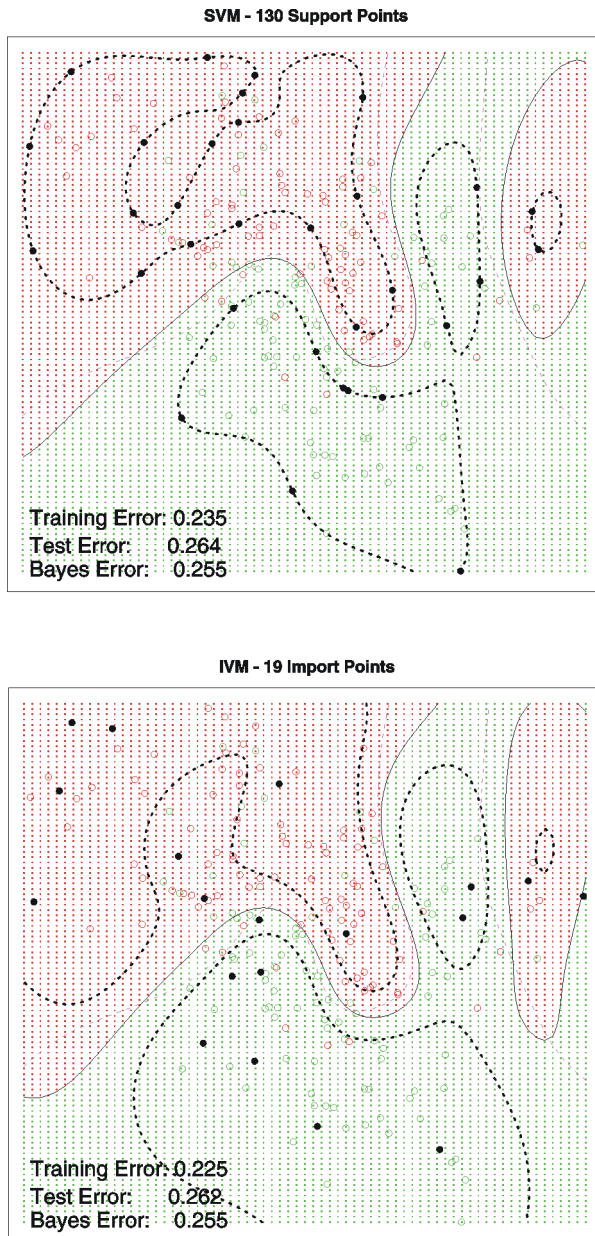 SVM - 130 Support Points
Training Error: 0.235
Test Error: 0.264
Bayes Error: 0.255
IVM - 19 Import Points
Training Error: 0.225
Test Error: 0.262
Bayes Error: 0.255